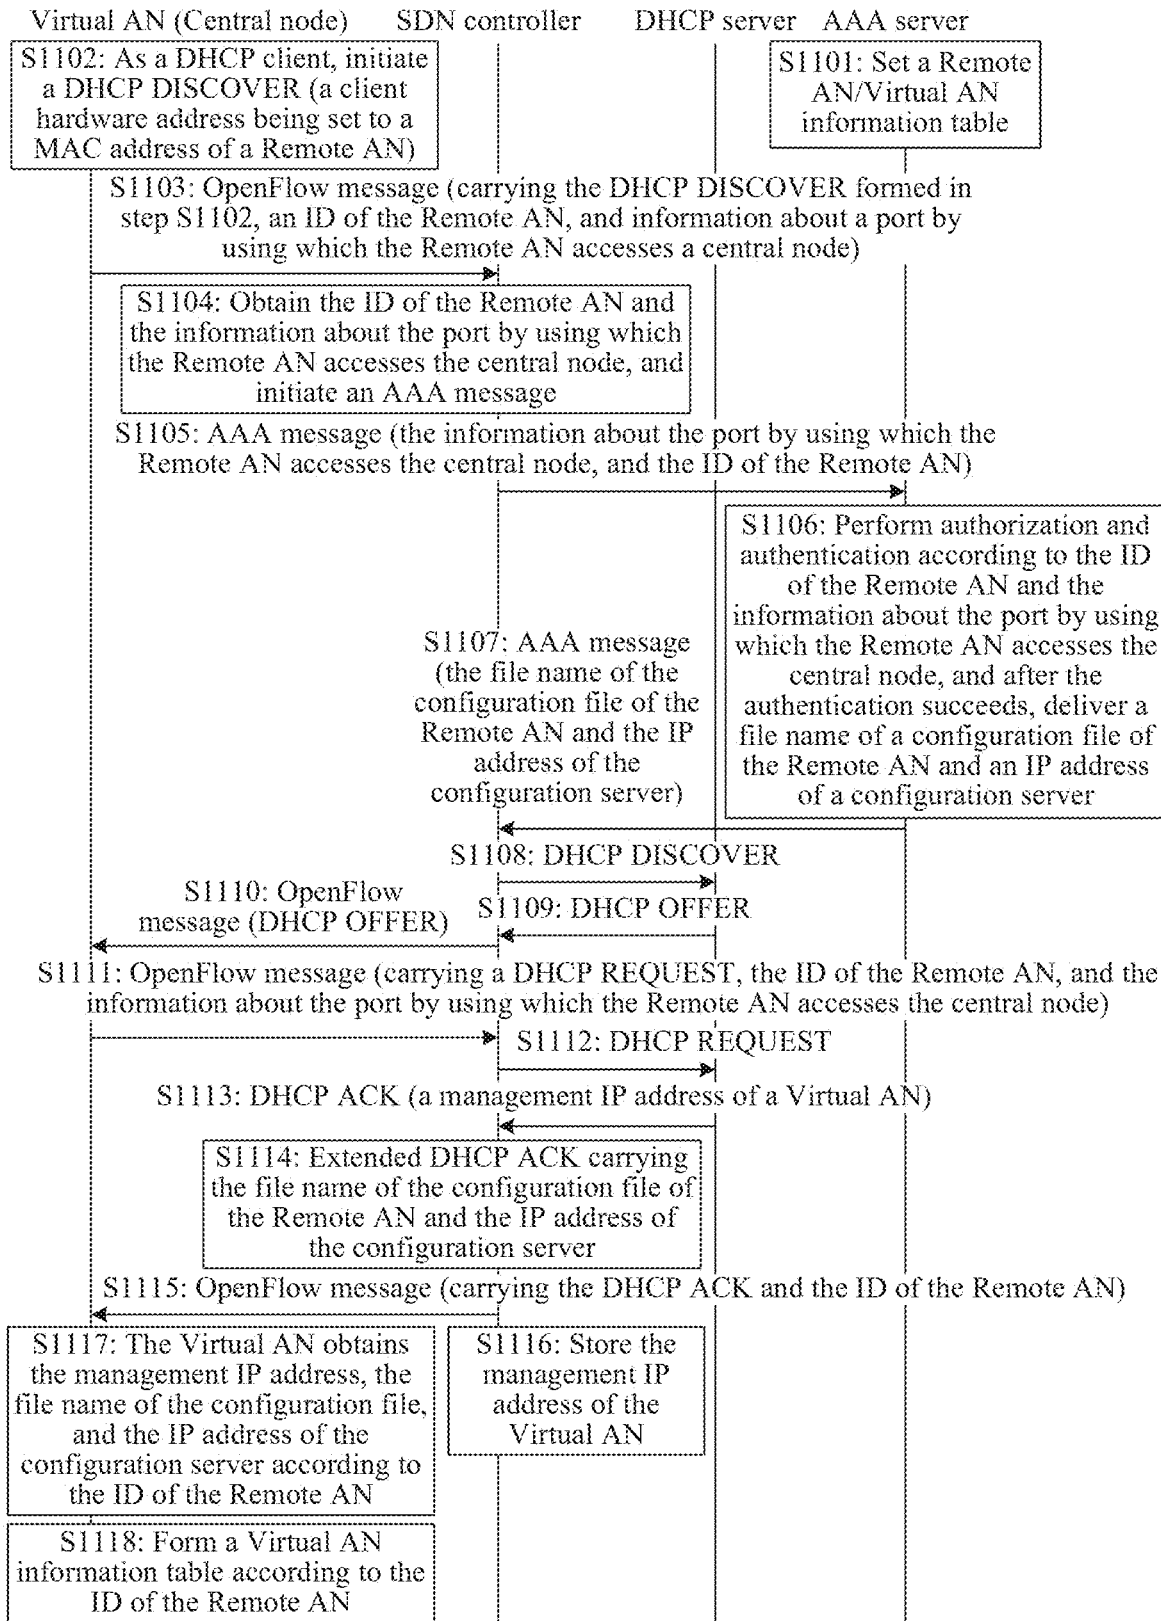 Virtual AN (Central node)
SDN controller
DHCP server
AAA server
S1102: As a DHCP client, initiate
a DHCP DISCOVER (a client
hardware address being set to a
MAC address of a Remote AN)
S1101: Set a Remote
AN/Virtual AN
information table
S1103: OpenFlow message (carrying the DHCP DISCOVER formed in
step S1102, an ID of the Remote AN, and information about a port by
using which the Remote AN accesses a central node)
S1104: Obtain the ID of the Remote AN and
the information about the port by using which
the Remote AN accesses the central node, and
initiate an AAA message
S1105: AAA message (the information about the port by using which the
Remote AN accesses the central node, and the ID of the Remote AN)
S1106: Perform authorization and
authentication according to the ID
of the Remote AN and the
information about the port by using
which the Remote AN accesses the
central node, and after the
authentication succeeds, deliver a
file name of a configuration file of
the Remote AN and an IP address
of a configuration server
S1107: AAA message
(the file name of the
configuration file of the
Remote AN and the IP
address of the
configuration server)
S1108: DHCP DISCOVER
S1109: DHCP OFFER
S1110: OpenFlow
message (DHCP OFFER)
S1111: OpenFlow message (carrying a DHCP REQUEST, the ID of the Remote AN, and the
information about the port by using which the Remote AN accesses the central node)
S1112: DHCP REQUEST
S1113: DHCP ACK (a management IP address of a Virtual AN)
S1114: Extended DHCP ACK carrying
the file name of the configuration file of
the Remote AN and the IP address of
the configuration server
S1115: OpenFlow message (carrying the DHCP ACK and the ID of the Remote AN)
S1117: The Virtual AN obtains
the management IP address, the
file name of the configuration file,
and the IP address of the
configuration server according to
the ID of the Remote AN
S1116: Store the
management IP
address of the
Virtual AN
S1118: Form a Virtual AN
information table according to the
ID of the Remote AN